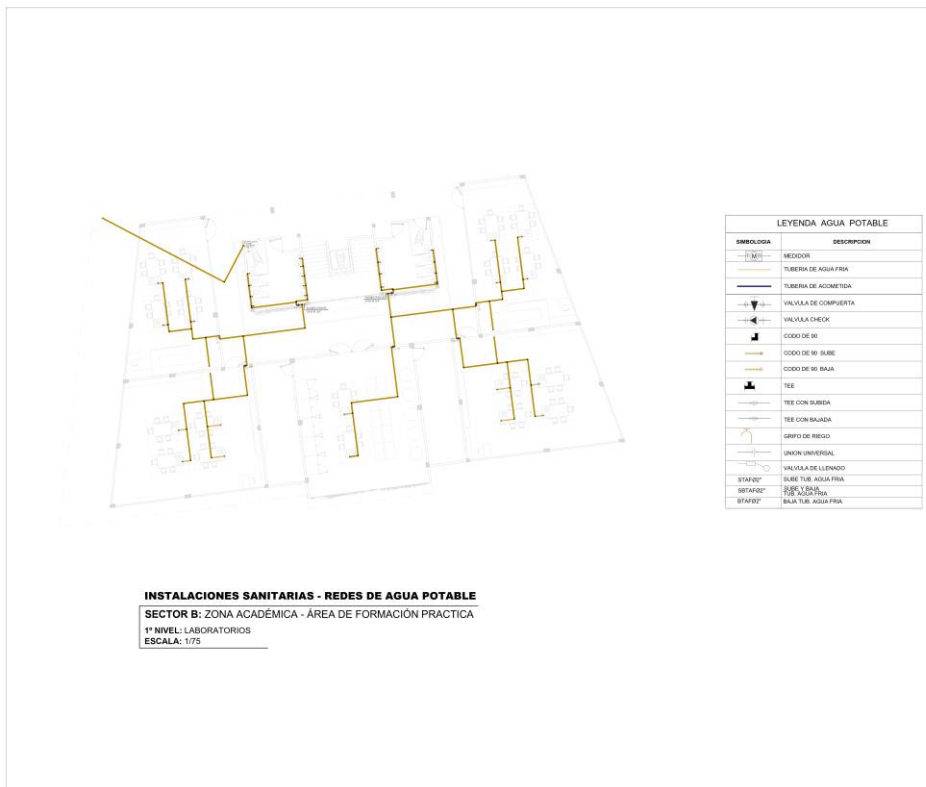 LEYENDA AGUA POTABLE
SIMBOLOGIA DESCRIPCION
M MEDIDOR
TUBERIA DE AGUA FRIA
TUBERIA DE ACOMETIDA
VALVULA DE COMPUERTA
VALVULA CHECK
CODO DE 90
CODO DE 90 SUBE
CODO DE 90 BAJA
TEE
TEE CON SUBIDA
TEE CON BAJADA
GRIFO DE RIEGO
UNION UNIVERSAL
VALVULA DE LLENADO
STAFØ2" SUBE TUB. AGUA FRIA
SBTAFØ2" SUBE Y BAJA
TUB. AGUA FRIA
BTAFØ2" BAJA TUB. AGUA FRIA
INSTALACIONES SANITARIAS - REDES DE AGUA POTABLE
SECTOR B: ZONA ACADÉMICA - ÁREA DE FORMACIÓN PRACTICA
1º NIVEL: LABORATORIOS
ESCALA: 1/75